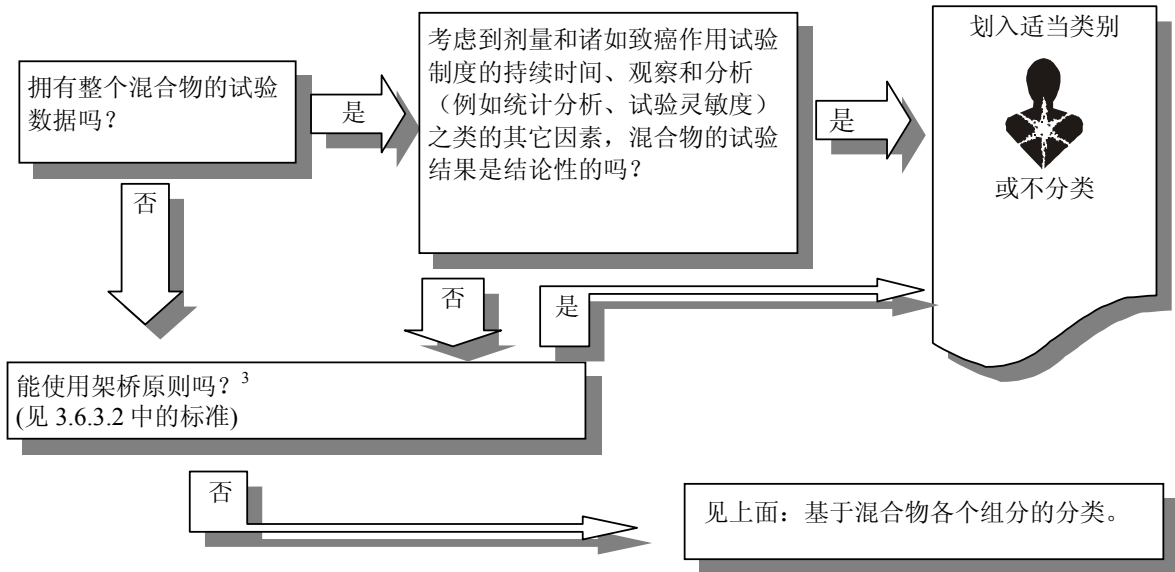 拥有整个混合物的试验
数据吗？
是
考虑到剂量和诸如致癌作用试验
制度的持续时间、观察和分析
（例如统计分析、试验灵敏度）
之类的其它因素，混合物的试验
结果是结论性的吗？
是
划入适当类别
或不分类
否
否
是
能使用架桥原则吗？3
(见 3.6.3.2 中的标准)
否
见上面：基于混合物各个组分的分类。